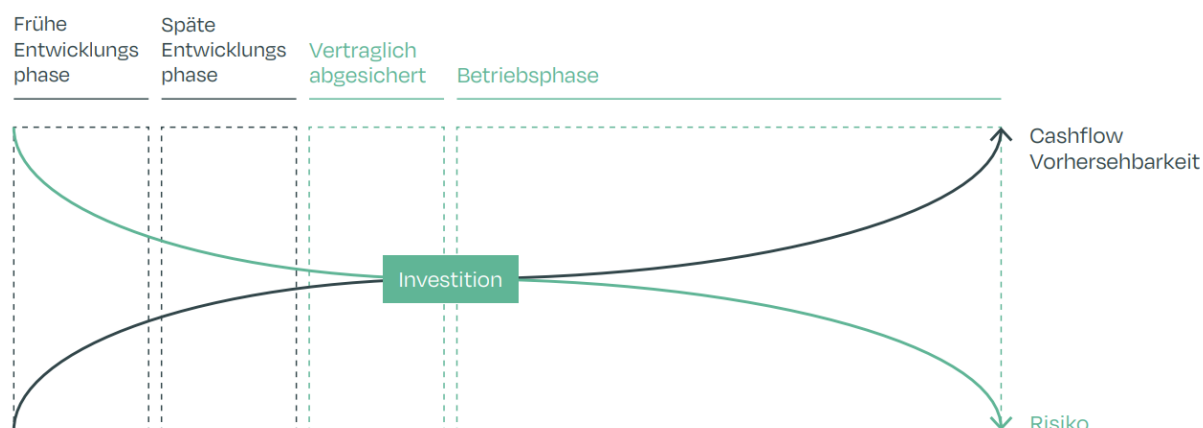 Frühe
Entwicklungs
phase
Späte
Entwicklungs
phase
Vertraglich
abgesichert
Betriebsphase
Cashflow
Vorhersehbarkeit
Investition
Risiko